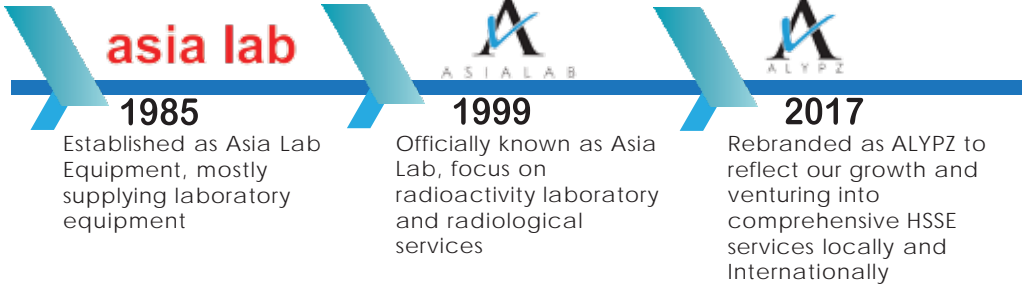 asia lab
ASIALAB
ALYPZ
1985
Established as Asia Lab
Equipment, mostly
supplying laboratory
equipment
1999
Officially known as Asia
Lab, focus on
radioactivity laboratory
and radiological
services
2017
Rebranded as ALYPZ to
reflect our growth and
venturing into
comprehensive HSSE
services locally and
Internationally